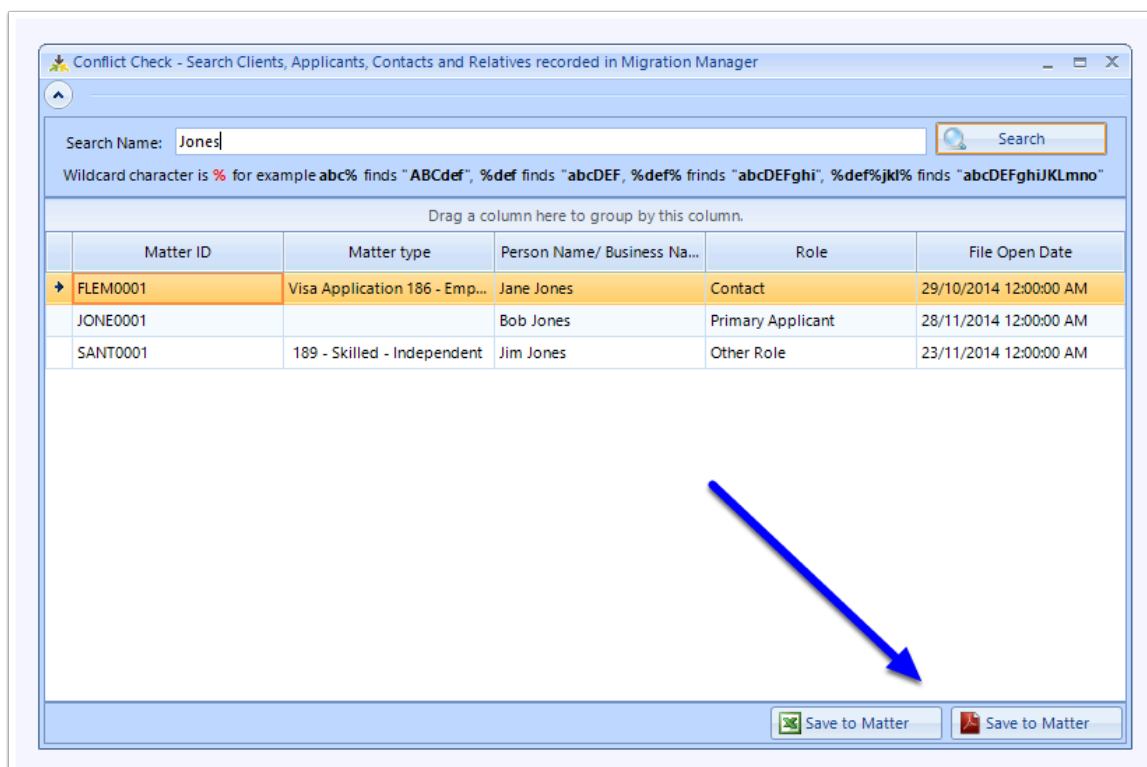 Conflict Check - Search Clients, Applicants, Contacts and Relatives recorded in Migration Manager
Search Name: Jones Search
Wildcard character is % for example abc% finds "ABCdef", %def finds "abcDEF, %def% frinds "abcDEFghi", %def%jkl% finds "abcDEFghiJKLmno"
Drag a column here to group by this column.
Matter ID Matter type Person Name/ Business Na... Role File Open Date
FLEM0001 Visa Application 186 - Emp... Jane Jones Contact 29/10/2014 12:00:00 AM
JONE0001 Bob Jones Primary Applicant 28/11/2014 12:00:00 AM
SANT0001 189 - Skilled - Independent Jim Jones Other Role 23/11/2014 12:00:00 AM
Save to Matter Save to Matter